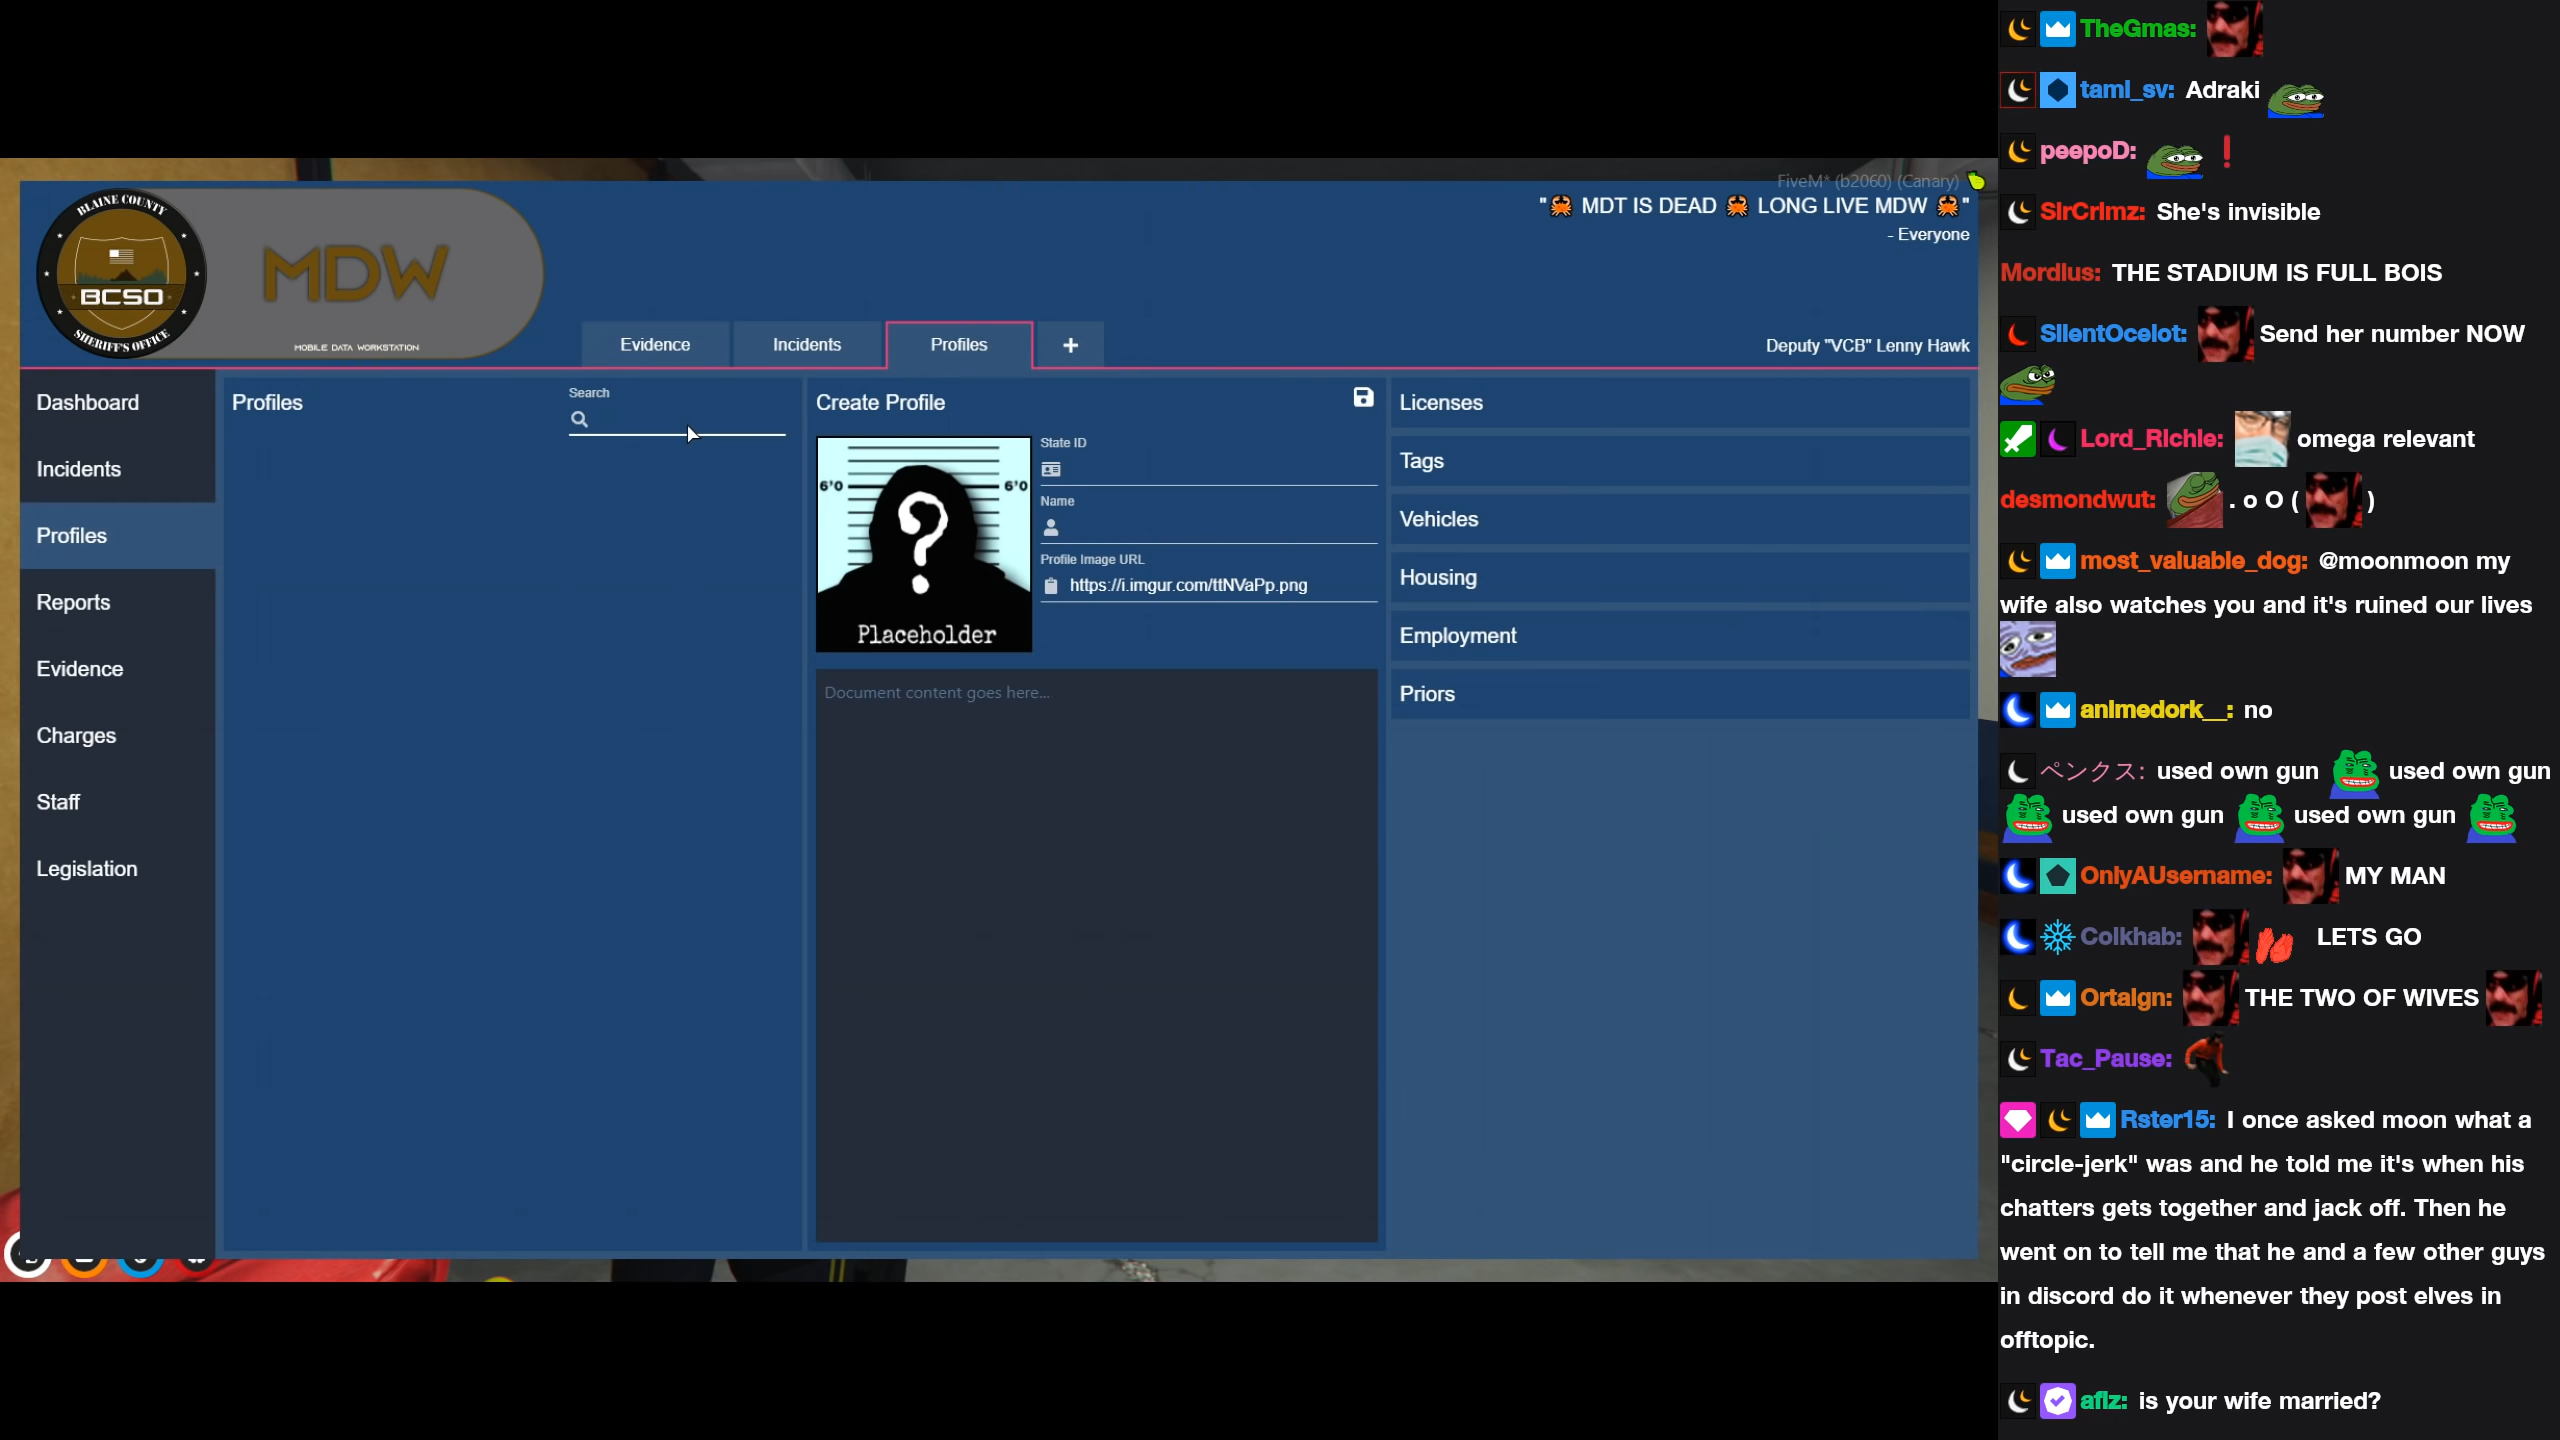 BLAINE COUNTY
BCSO
SHERIFF'S OFFICE
MDW
MOBILE DATA WORKSTATION
FiveM* (b2060) (Canary)
"🦀 MDT IS DEAD 🦀 LONG LIVE MDW 🦀"
- Everyone
Evidence
Incidents
Profiles
+
Deputy "VCB" Lenny Hawk
Dashboard
Incidents
Profiles
Reports
Evidence
Charges
Staff
Legislation
Profiles
Search
Create Profile
6'0 6'0
Placeholder
State ID
Name
Profile Image URL
https://i.imgur.com/ttNVaPp.png
Document content goes here...
Licenses
Tags
Vehicles
Housing
Employment
Priors
TheGmas:
taml_sv: Adraki
peepoD: ❗
SirCrimz: She's invisible
Mordius: THE STADIUM IS FULL BOIS
SilentOcelot: Send her number NOW
Lord_Richie: omega relevant
desmondwut: . o O ( )
most_valuable_dog: @moonmoon my
wife also watches you and it's ruined our lives
animedork__: no
ペンクス: used own gun used own gun
used own gun used own gun
OnlyAUsername: MY MAN
Colkhab: LETS GO
Ortaign: THE TWO OF WIVES
Tac_Pause:
Rster15: I once asked moon what a
"circle-jerk" was and he told me it's when his
chatters gets together and jack off. Then he
went on to tell me that he and a few other guys
in discord do it whenever they post elves in
offtopic.
aflz: is your wife married?